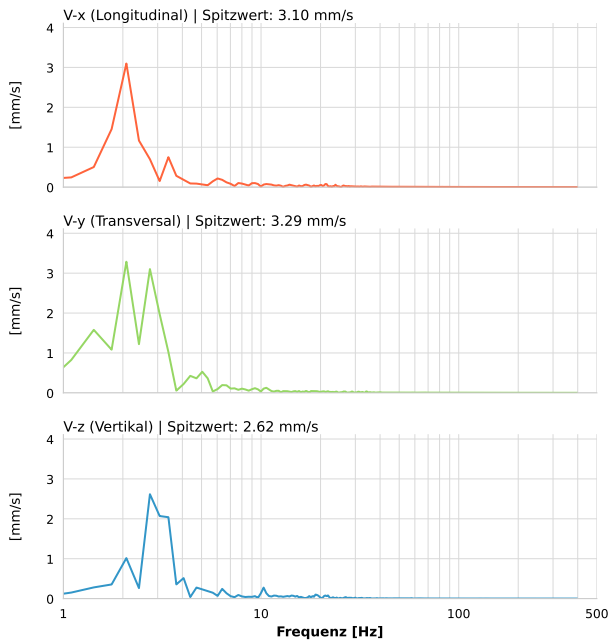 V-x (Longitudinal) | Spitzwert: 3.10 mm/s
4
3
[mm/s]
2
1
0
V-y (Transversal) | Spitzwert: 3.29 mm/s
4
3
[mm/s]
2
1
0
V-z (Vertikal) | Spitzwert: 2.62 mm/s
4
3
[mm/s]
2
1
0
1 10 100 500
Frequenz [Hz]